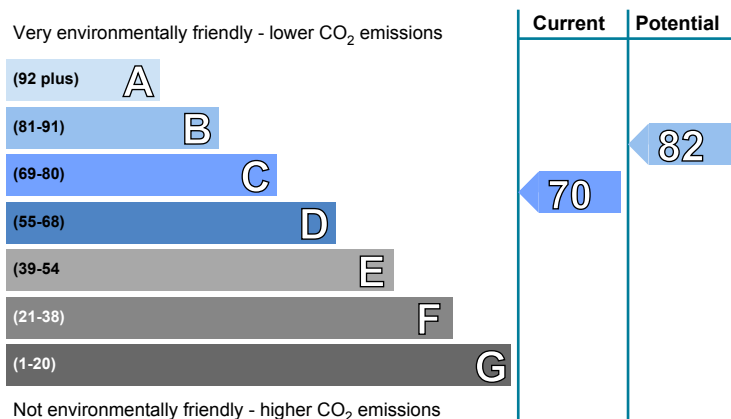 Very environmentally friendly - lower CO2 emissions
Current
Potential
(92 plus) A
(81-91) B
(69-80) C
(55-68) D
(39-54 E
(21-38) F
(1-20) G
70
82
Not environmentally friendly - higher CO2 emissions